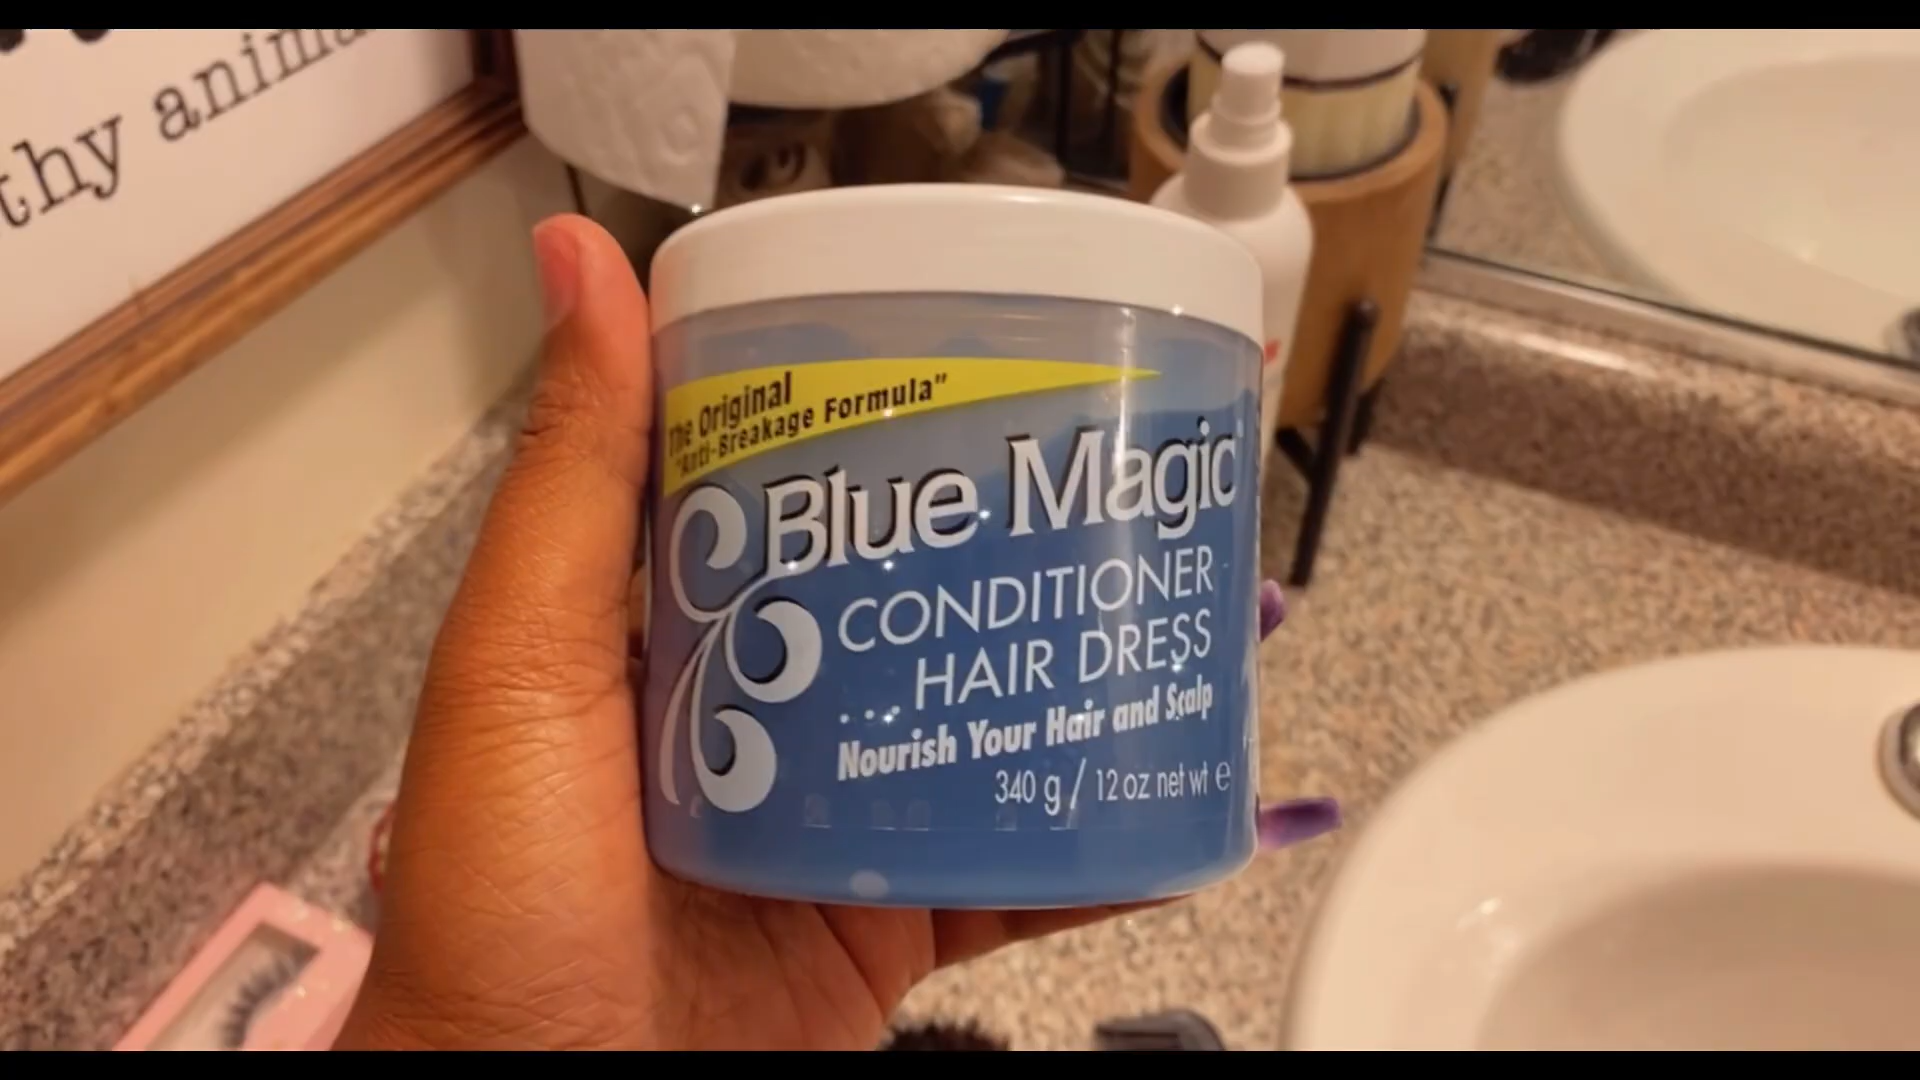 thy anima
The Original
"Anti-Breakage Formula"
Blue Magic
CONDITIONER
...HAIR DRESS
Nourish Your Hair and Scalp
340 g / 12 oz net wt e